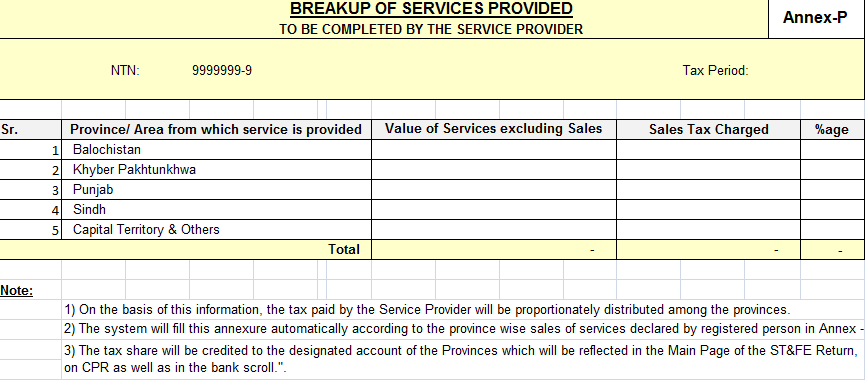 BREAKUP OF SERVICES PROVIDED
Annex-P
TO BE COMPLETED BY THE SERVICE PROVIDER
NTN: 9999999-9 Tax Period:
Sr. Province/ Area from which service is provided Value of Services excluding Sales Sales Tax Charged %age
1 Balochistan
2 Khyber Pakhtunkhwa
3 Punjab
4 Sindh
5 Capital Territory & Others
Total - - -
Note:
1) On the basis of this information, the tax paid by the Service Provider will be proportionately distributed among the provinces.
2) The system will fill this annexure automatically according to the province wise sales of services declared by registered person in Annex -
3) The tax share will be credited to the designated account of the Provinces which will be reflected in the Main Page of the ST&FE Return,
on CPR as well as in the bank scroll.".